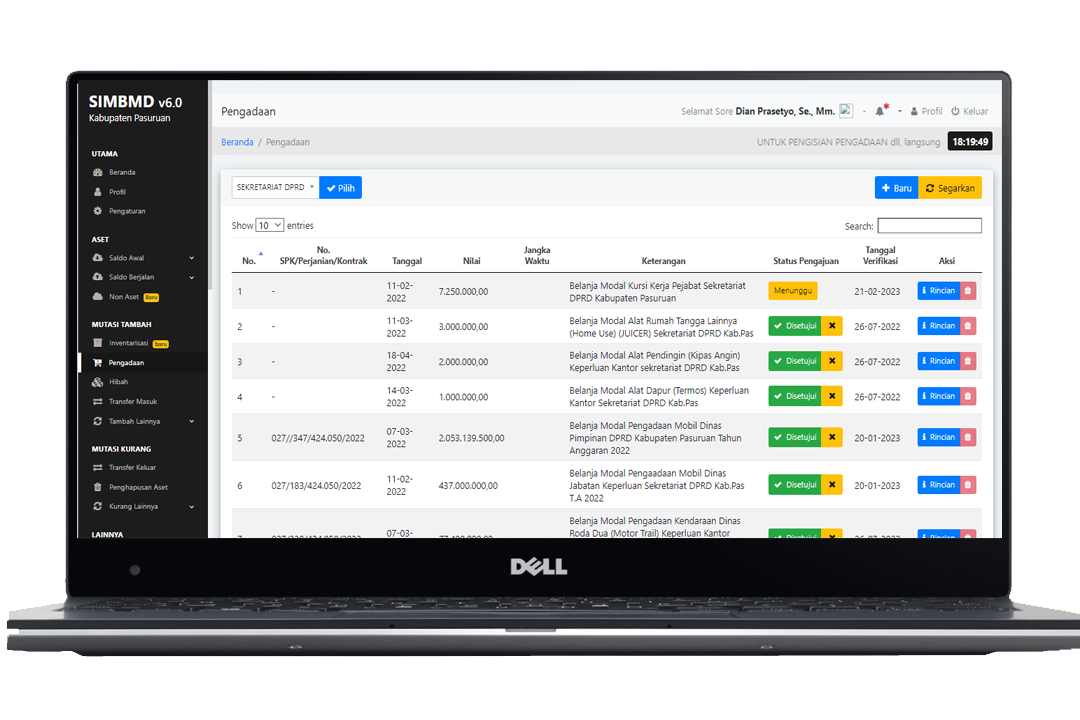 SIMBMD v6.0
Kabupaten Pasuruan
UTAMA
Beranda
Profil
Pengaturan
ASET
Saldo Awal
Saldo Berjalan
Non Aset Baru
MUTASI TAMBAH
Inventarisasi Baru
Pengadaan
Hibah
Transfer Masuk
Tambah Lainnya
MUTASI KURANG
Transfer Keluar
Penghapusan Aset
Kurang Lainnya
LAINNYA
Pengadaan
Selamat Sore Dian Prasetyo, Se., Mm. - - Profil Keluar
Beranda / Pengadaan
UNTUK PENGISIAN PENGADAAN dll, langsung 18:19:49
SEKRETARIAT DPRD Pilih
Baru Segarkan
Show 10 entries
Search:
No. No. SPK/Perjanian/Kontrak Tanggal Nilai Jangka Waktu Keterangan Status Pengajuan Tanggal Verifikasi Aksi
1 - 11-02-2022 7.250.000,00 Belanja Modal Kursi Kerja Pejabat Sekretariat DPRD Kabupaten Pasuruan Menunggu 21-02-2023 Rincian
2 - 11-03-2022 3.000.000,00 Belanja Modal Alat Rumah Tangga Lainnya (Home Use) (JUICER) Sekretariat DPRD Kab.Pas Disetujui 26-07-2022 Rincian
3 - 18-04-2022 2.000.000,00 Belanja Modal Alat Pendingin (Kipas Angin) Keperluan Kantor sekretariat DPRD Kab.Pas Disetujui 26-07-2022 Rincian
4 - 14-03-2022 1.000.000,00 Belanja Modal Alat Dapur (Termos) Keperluan Kantor Sekretariat DPRD Kab.Pas Disetujui 26-07-2022 Rincian
5 027//347/424.050/2022 07-03-2022 2.053.139.500,00 Belanja Modal Pengadaan Mobil Dinas Pimpinan DPRD Kabupaten Pasuruan Tahun Anggaran 2022 Disetujui 20-01-2023 Rincian
6 027/183/424.050/2022 11-02-2022 437.000.000,00 Belanja Modal Pengaadaan Mobil Dinas Jabatan Keperluan Sekretariat DPRD Kab.Pas T.A 2022 Disetujui 20-01-2023 Rincian
07-03- Belanja Modal Pengadaan Kendaraan Dinas Roda Dua (Motor Trail) Keperluan Kantor
DELL